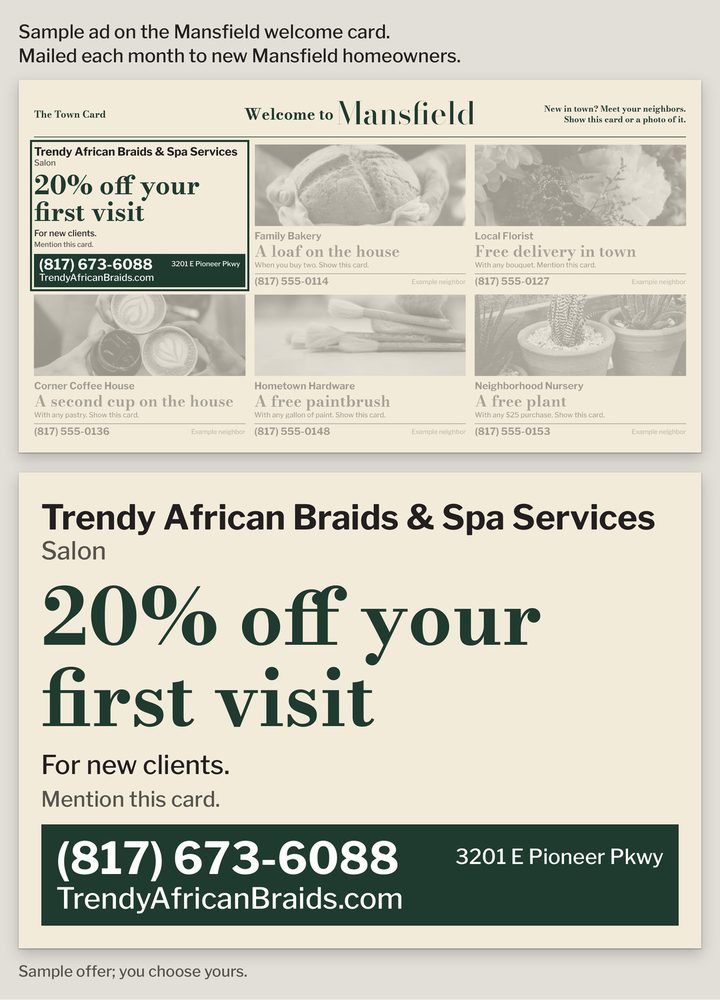 Sample ad on the Mansfield welcome card.
Mailed each month to new Mansfield homeowners.
The Town Card
Welcome to Mansfield
New in town? Meet your neighbors.
Show this card or a photo of it.
Trendy African Braids & Spa Services
Salon
20% off your
first visit
For new clients.
Mention this card.
(817) 673-6088
3201 E Pioneer Pkwy
TrendyAfricanBraids.com
Family Bakery
A loaf on the house
When you buy two. Show this card.
(817) 555-0114
Example neighbor
Local Florist
Free delivery in town
With any bouquet. Mention this card.
(817) 555-0127
Example neighbor
Corner Coffee House
A second cup on the house
With any pastry. Show this card.
(817) 555-0136
Example neighbor
Hometown Hardware
A free paintbrush
With any gallon of paint. Show this card.
(817) 555-0148
Example neighbor
Neighborhood Nursery
A free plant
With any $25 purchase. Show this card.
(817) 555-0153
Example neighbor
Trendy African Braids & Spa Services
Salon
20% off your
first visit
For new clients.
Mention this card.
(817) 673-6088
3201 E Pioneer Pkwy
TrendyAfricanBraids.com
Sample offer; you choose yours.